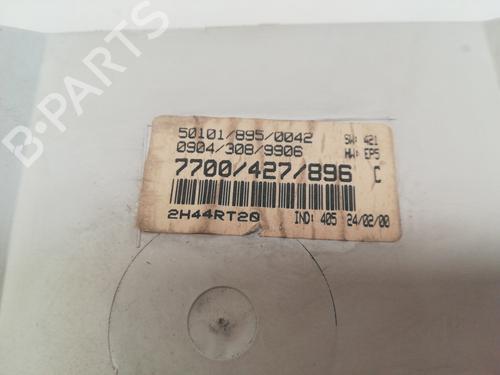 50101/895/0042 SW: 421
0904/308/9906 HW: EPS
7700/427/896 C
2H44RT20 IND: 405 24/02/00
B-PARTS